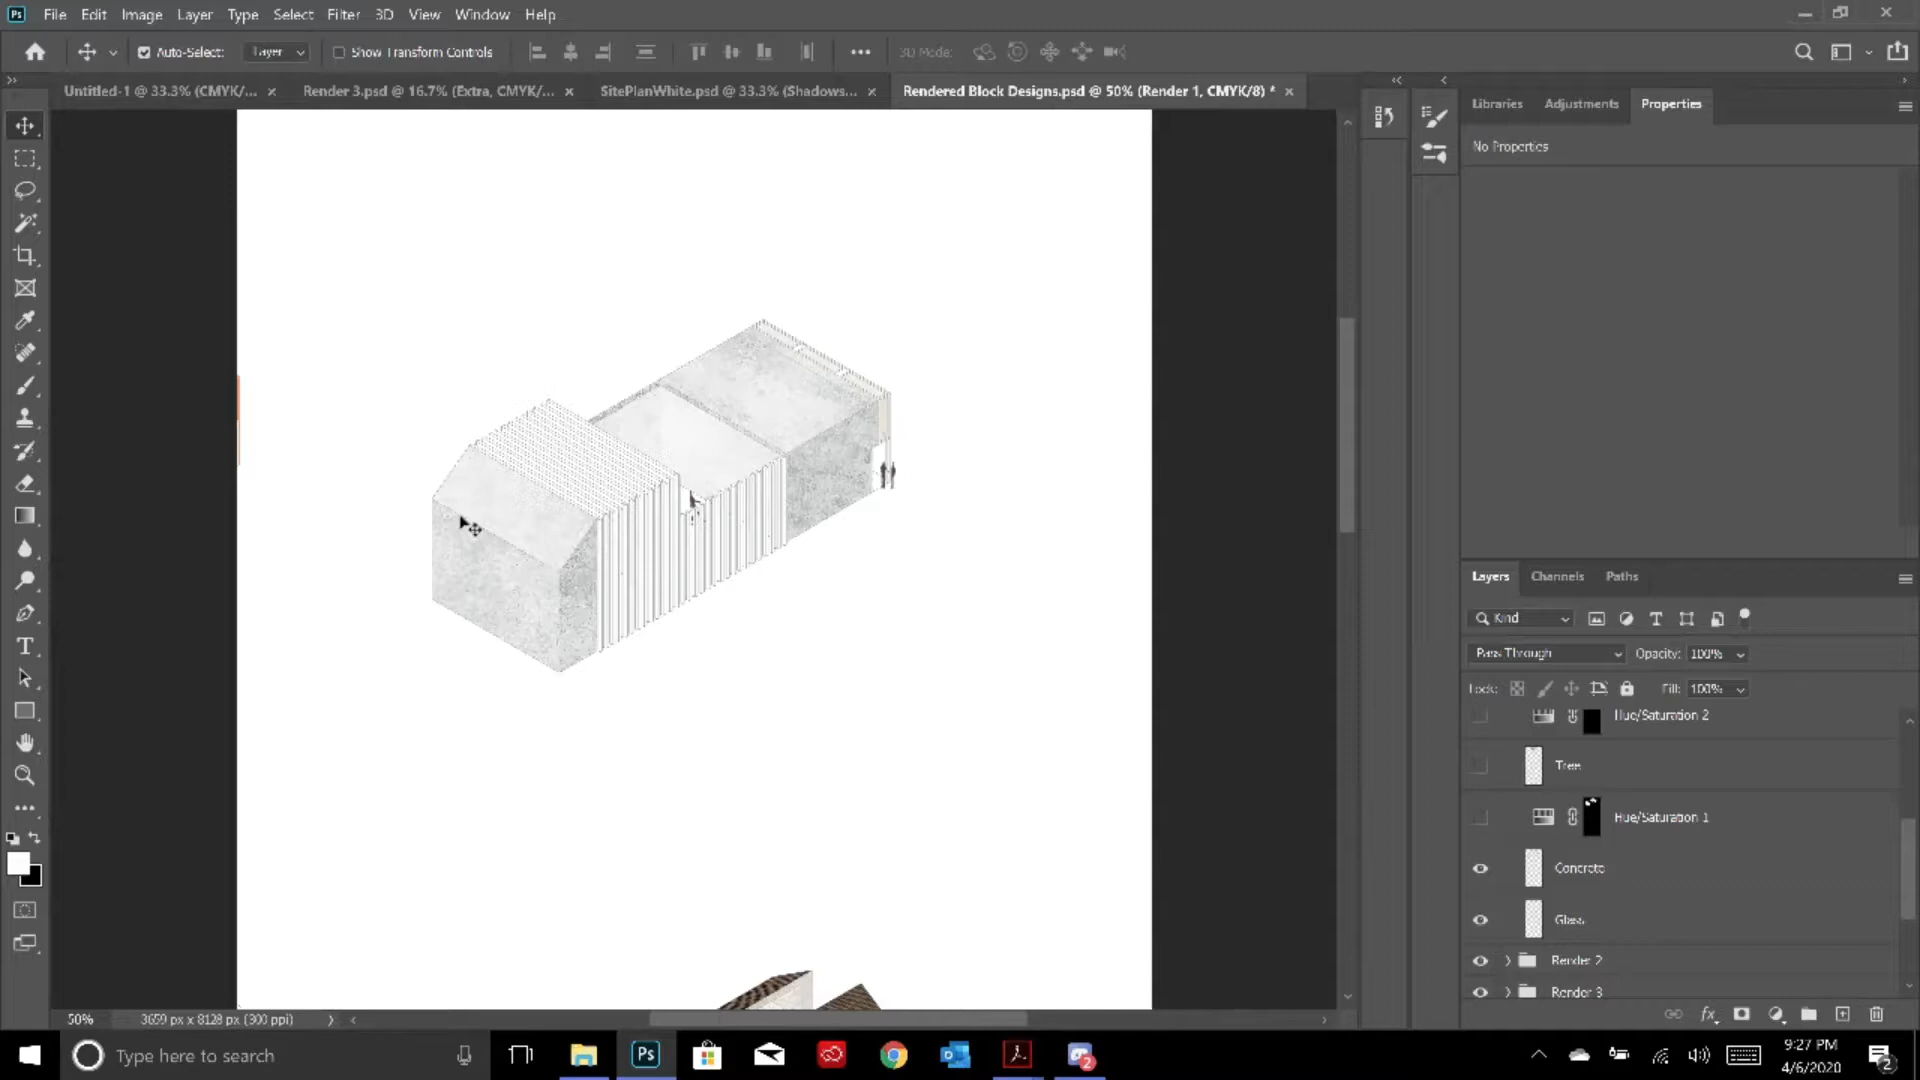 Ps File Edit Image Layer Type Select Filter 3D View Window Help
Auto-Select: Layer Show Transform Controls 3D Mode:
Untitled-1 @ 33.3% (CMYK/... × Render 3.psd @ 16.7% (Extra, CMYK/... × SitePlanWhite.psd @ 33.3% (Shadows... × Rendered Block Designs.psd @ 50% (Render 1, CMYK/8) * ×
Libraries Adjustments Properties
No Properties
Layers Channels Paths
Kind
Pass Through Opacity: 100%
Lock: Fill: 100%
Hue/Saturation 2
Tree
Hue/Saturation 1
Concrete
Glass
Render 2
Render 3
50% 3659 px x 8128 px (300 ppi)
Type here to search
Ps
2
9:27 PM
4/6/2020
2